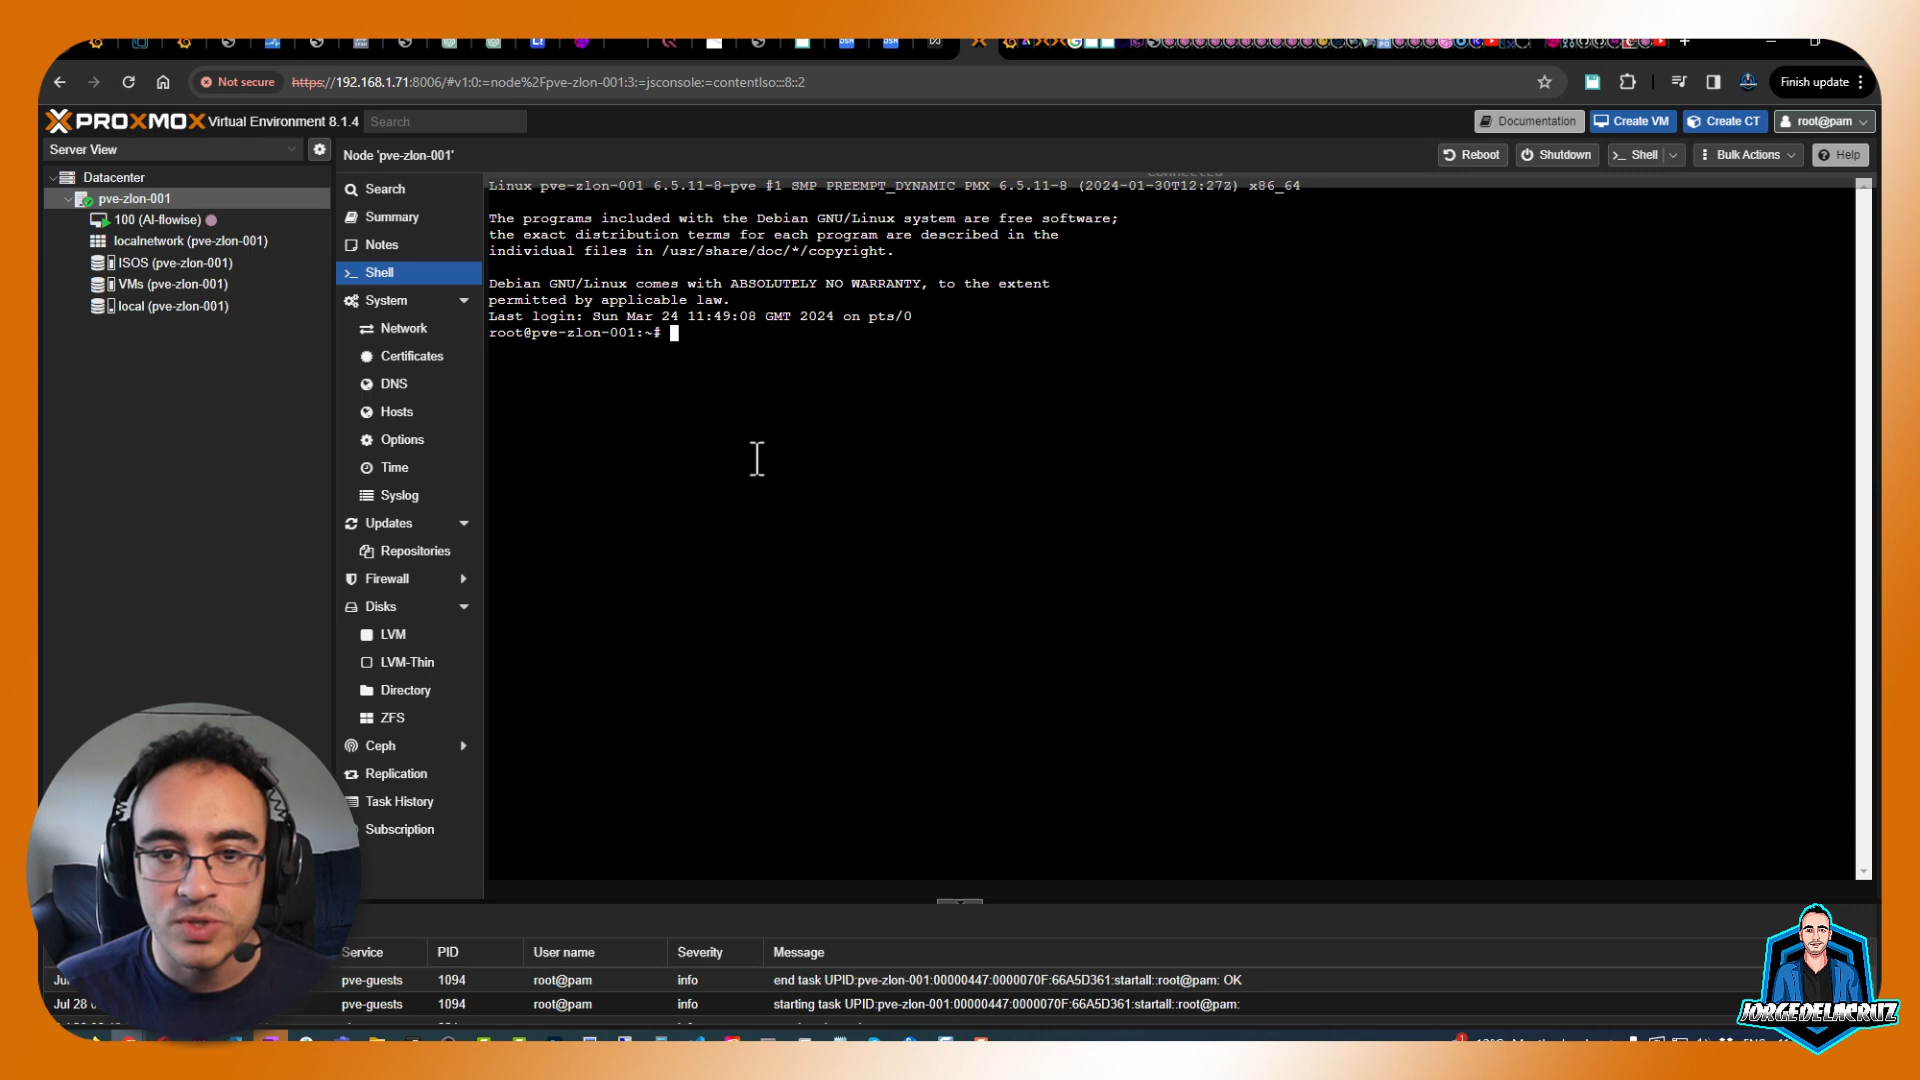 Not secure
https://192.168.1.71:8006/#v1:0:=node%2Fpve-zlon-001:3:=jsconsole:=contentIso:::8::2
Finish update
PROXMOX Virtual Environment 8.1.4
Search
Documentation
Create VM
Create CT
root@pam
Server View
Node 'pve-zlon-001'
Reboot
Shutdown
>_ Shell
Bulk Actions
Help
Datacenter
pve-zlon-001
100 (AI-flowise)
localnetwork (pve-zlon-001)
ISOS (pve-zlon-001)
VMs (pve-zlon-001)
local (pve-zlon-001)
Search
Summary
Notes
>_ Shell
System
Network
Certificates
DNS
Hosts
Options
Time
Syslog
Updates
Repositories
Firewall
Disks
LVM
LVM-Thin
Directory
ZFS
Ceph
Replication
Task History
Subscription
Linux pve-zlon-001 6.5.11-8-pve #1 SMP PREEMPT_DYNAMIC PMX 6.5.11-8 (2024-01-30T12:27Z) x86_64
The programs included with the Debian GNU/Linux system are free software;
the exact distribution terms for each program are described in the
individual files in /usr/share/doc/*/copyright.
Debian GNU/Linux comes with ABSOLUTELY NO WARRANTY, to the extent
permitted by applicable law.
Last login: Sun Mar 24 11:49:08 GMT 2024 on pts/0
root@pve-zlon-001:~#
Service PID User name Severity Message
pve-guests 1094 root@pam info end task UPID:pve-zlon-001:00000447:0000070F:66A5D361:startall::root@pam: OK
Jul 28 pve-guests 1094 root@pam info starting task UPID:pve-zlon-001:00000447:0000070F:66A5D361:startall::root@pam:
JORGEDELACRUZ